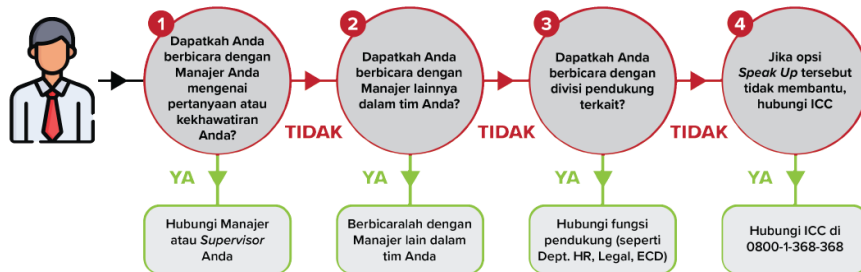 1
Dapatkah Anda
berbicara dengan
Manajer Anda
mengenai
pertanyaan atau
kekhawatiran
Anda?
TIDAK
YA
Hubungi Manajer
atau Supervisor
Anda
2
Dapatkah Anda
berbicara dengan
Manajer lainnya
dalam tim Anda?
TIDAK
YA
Berbicaralah dengan
Manajer lain dalam
tim Anda
3
Dapatkah Anda
berbicara dengan
divisi pendukung
terkait?
TIDAK
YA
Hubungi fungsi
pendukung (seperti
Dept. HR, Legal, ECD)
4
Jika opsi
Speak Up tersebut
tidak membantu,
hubungi ICC
YA
Hubungi ICC di
0800-1-368-368